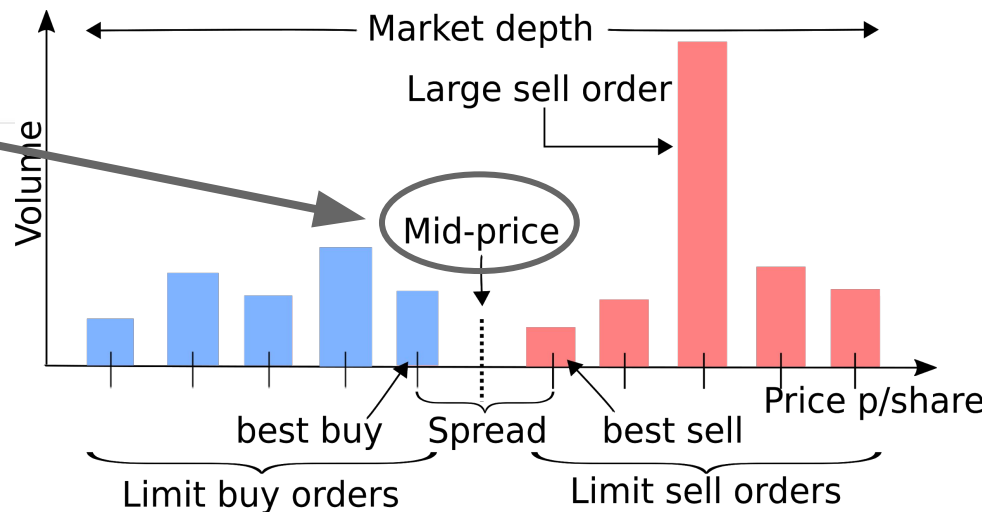 Market depth
Large sell order
Volume
Mid-price
Price p/share
best buy
Spread
best sell
Limit buy orders
Limit sell orders